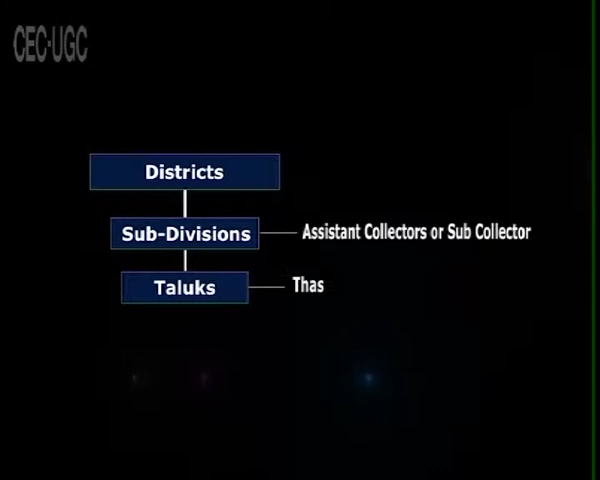 CEC-UGC
Districts
Sub-Divisions
Assistant Collectors or Sub Collector
Taluks
Thas